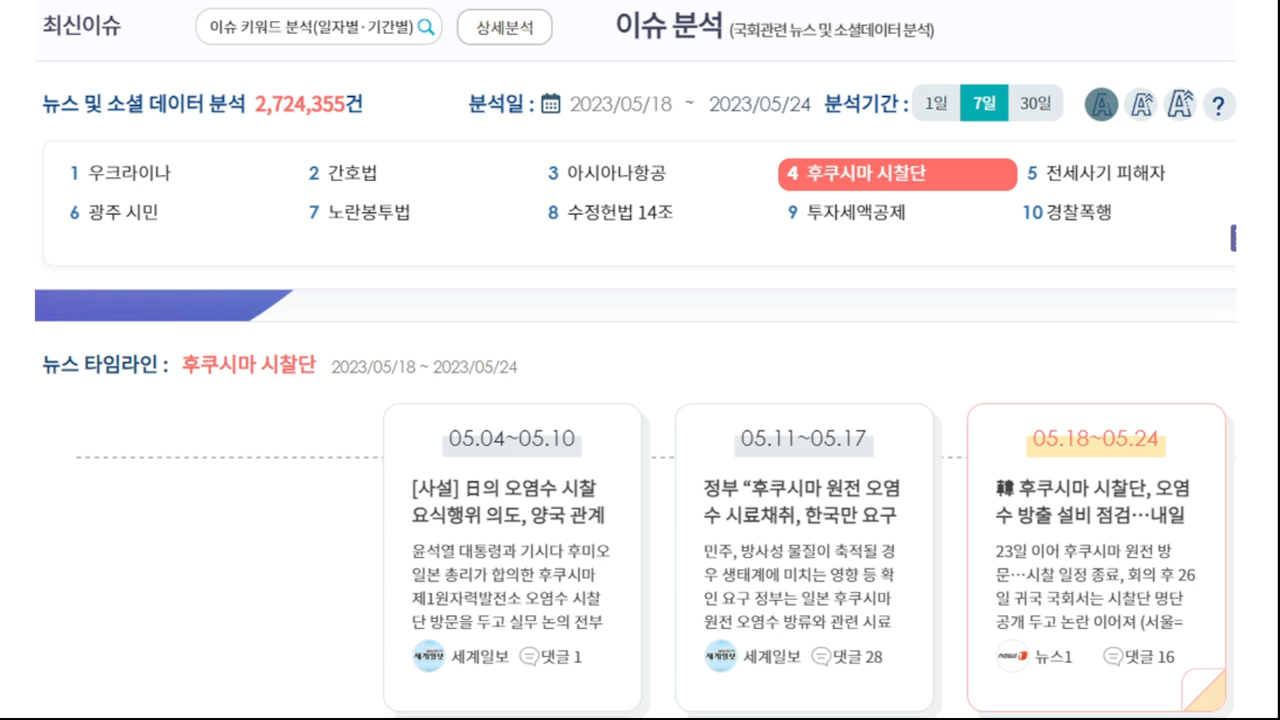 최신이슈 이슈 키워드 분석(일자별·기간별) 상세분석 이슈 분석 (국회관련 뉴스 및 소셜데이터 분석)
뉴스 및 소셜 데이터 분석 2,724,355건 분석일 : 2023/05/18 ~ 2023/05/24 분석기간 : 1일 7일 30일 A A A ?
1 우크라이나 2 간호법 3 아시아나항공 4 후쿠시마 시찰단 5 전세사기 피해자
6 광주 시민 7 노란봉투법 8 수정헌법 14조 9 투자세액공제 10 경찰폭행
뉴스 타임라인 : 후쿠시마 시찰단 2023/05/18 ~ 2023/05/24
05.04~05.10
[사설] 日의 오염수 시찰
요식행위 의도, 양국 관계
윤석열 대통령과 기시다 후미오
일본 총리가 합의한 후쿠시마
제1원자력발전소 오염수 시찰
단 방문을 두고 실무 논의 전부
세계일보 세계일보 댓글 1
05.11~05.17
정부 “후쿠시마 원전 오염
수 시료채취, 한국만 요구
민주, 방사성 물질이 축적될 경
우 생태계에 미치는 영향 등 확
인 요구 정부는 일본 후쿠시마
원전 오염수 방류와 관련 시료
세계일보 세계일보 댓글 28
05.18~05.24
韓 후쿠시마 시찰단, 오염
수 방출 설비 점검…내일
23일 이어 후쿠시마 원전 방
문…시찰 일정 종료, 회의 후 26
일 귀국 국회서는 시찰단 명단
공개 두고 논란 이어져 (서울=
news1 뉴스1 댓글 16